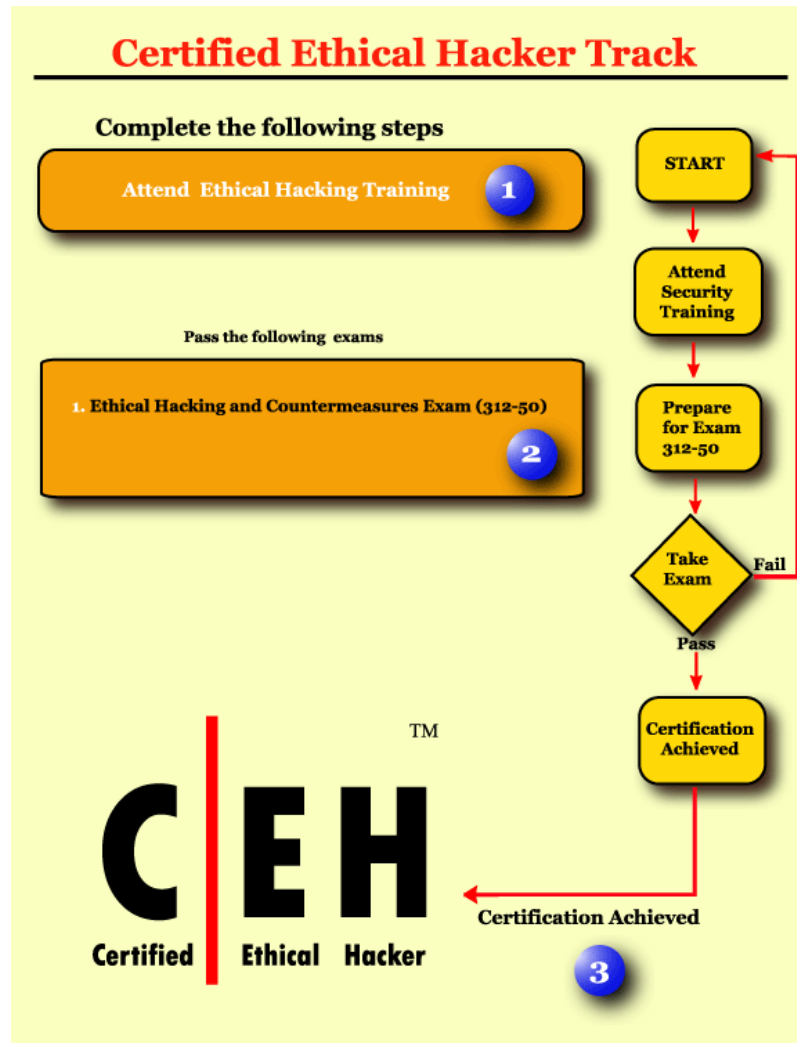 Certified Ethical Hacker Track
Complete the following steps
Attend Ethical Hacking Training
1
Pass the following exams
1. Ethical Hacking and Countermeasures Exam (312-50)
2
START
Attend
Security
Training
Prepare
for Exam
312-50
Take
Exam
Fail
Pass
Certification
Achieved
TM
C EH
Certified Ethical Hacker
Certification Achieved
3